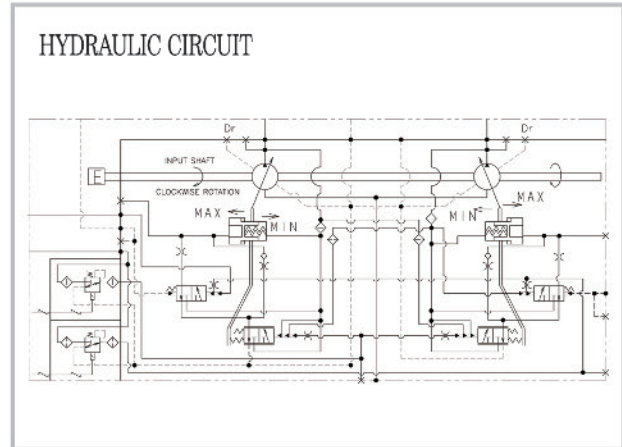 HYDRAULIC CIRCUIT
Dr
Dr
INPUT SHAFT
E
CLOCKWISE ROTATION
MAX
MAX
MIN
MIN